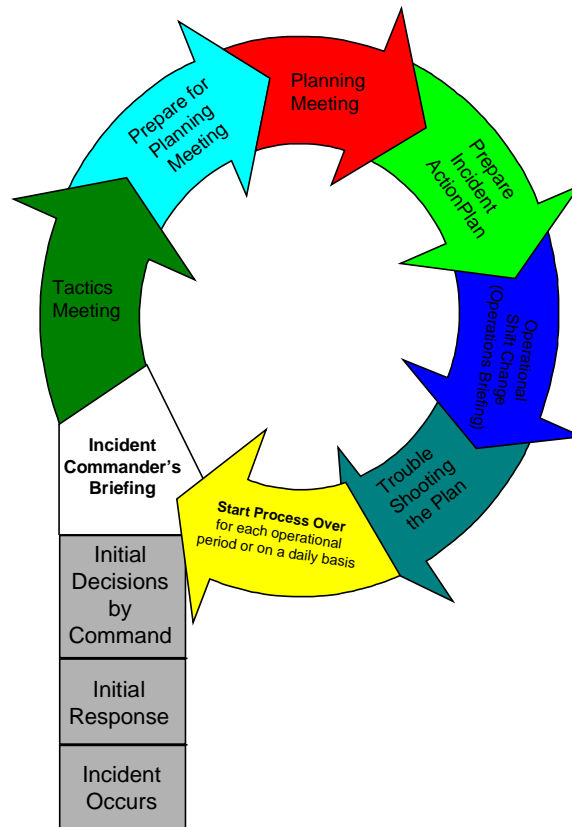 Incident
Occurs
Initial
Response
Initial
Decisions
by
Command
Incident
Commander's
Briefing
Tactics
Meeting
Prepare for
Planning
Meeting
Planning
Meeting
Prepare
Incident
ActionPlan
Operational
Shift Change
(Operations Briefing)
Trouble
Shooting
the Plan
Start Process Over
for each operational
period or on a daily basis